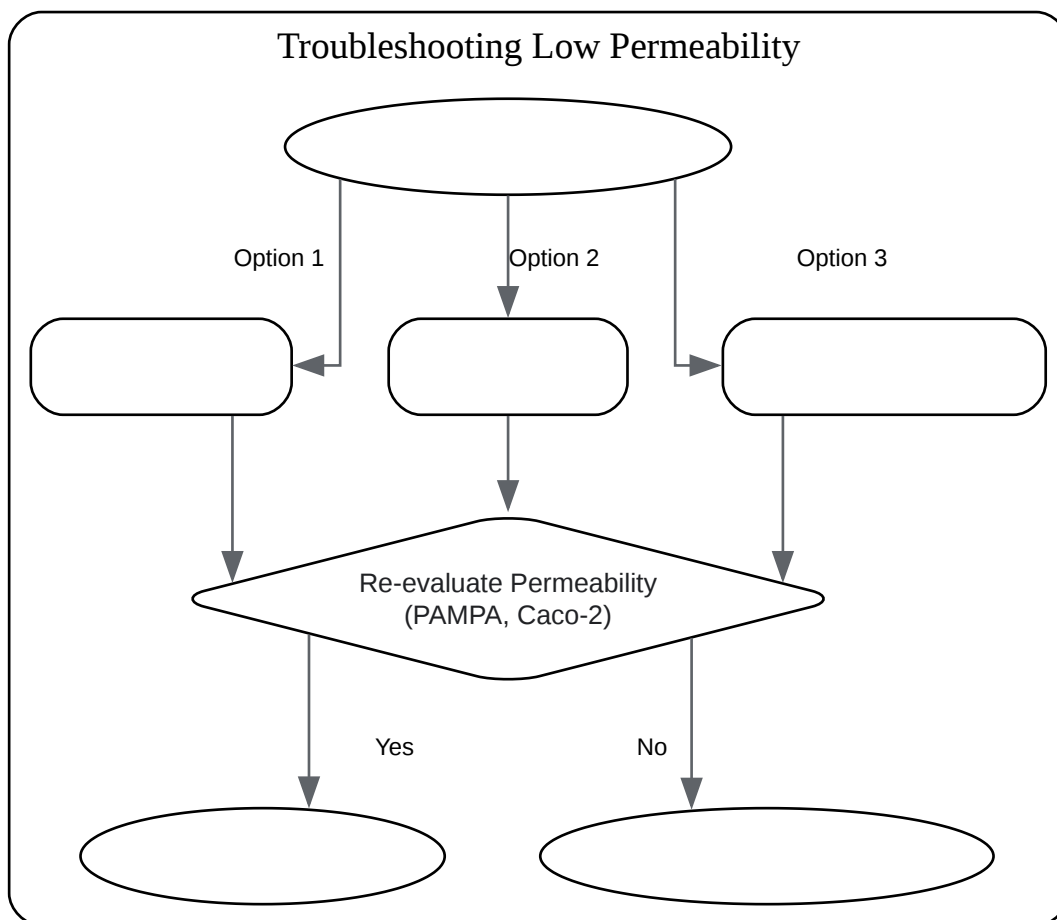 Troubleshooting Low Permeability
Option 1
Option 2
Option 3
Re-evaluate Permeability
(PAMPA, Caco-2)
Yes
No